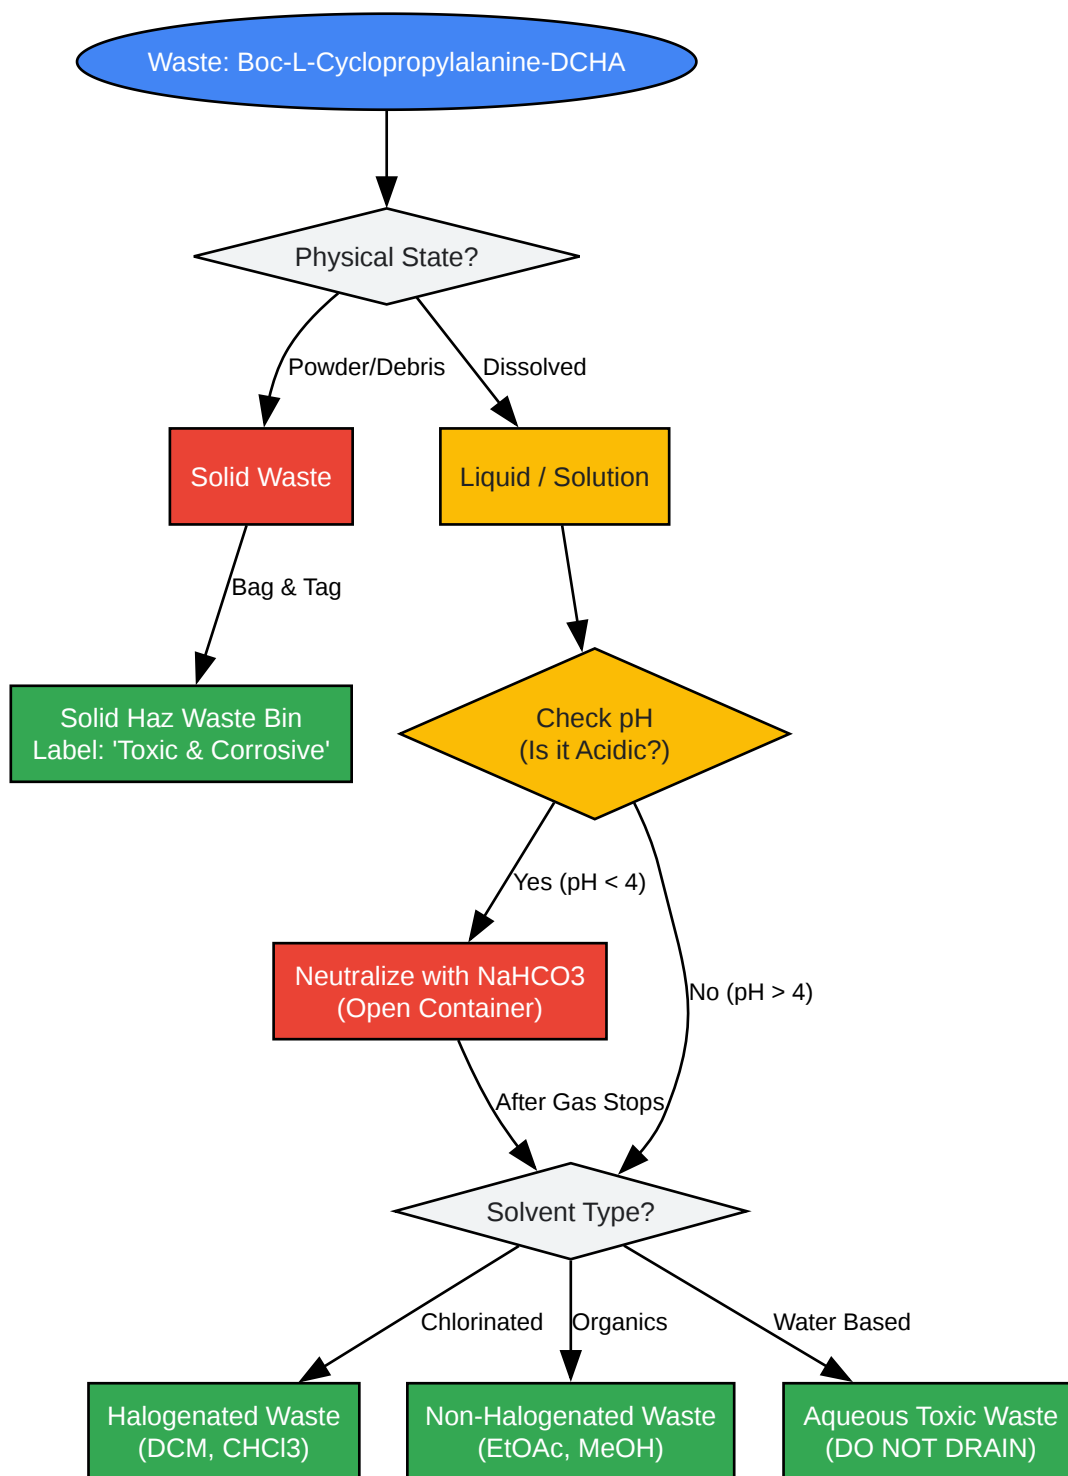 Waste: Boc-L-Cyclopropylalanine-DCHA
Physical State?
Powder/Debris
Dissolved
Solid Waste
Liquid / Solution
Bag & Tag
Solid Haz Waste Bin
Label: 'Toxic & Corrosive'
Check pH
(Is it Acidic?)
Yes (pH < 4)
Neutralize with NaHCO3
(Open Container)
No (pH > 4)
After Gas Stops
Solvent Type?
Chlorinated
Organics
Water Based
Halogenated Waste
(DCM, CHCl3)
Non-Halogenated Waste
(EtOAc, MeOH)
Aqueous Toxic Waste
(DO NOT DRAIN)